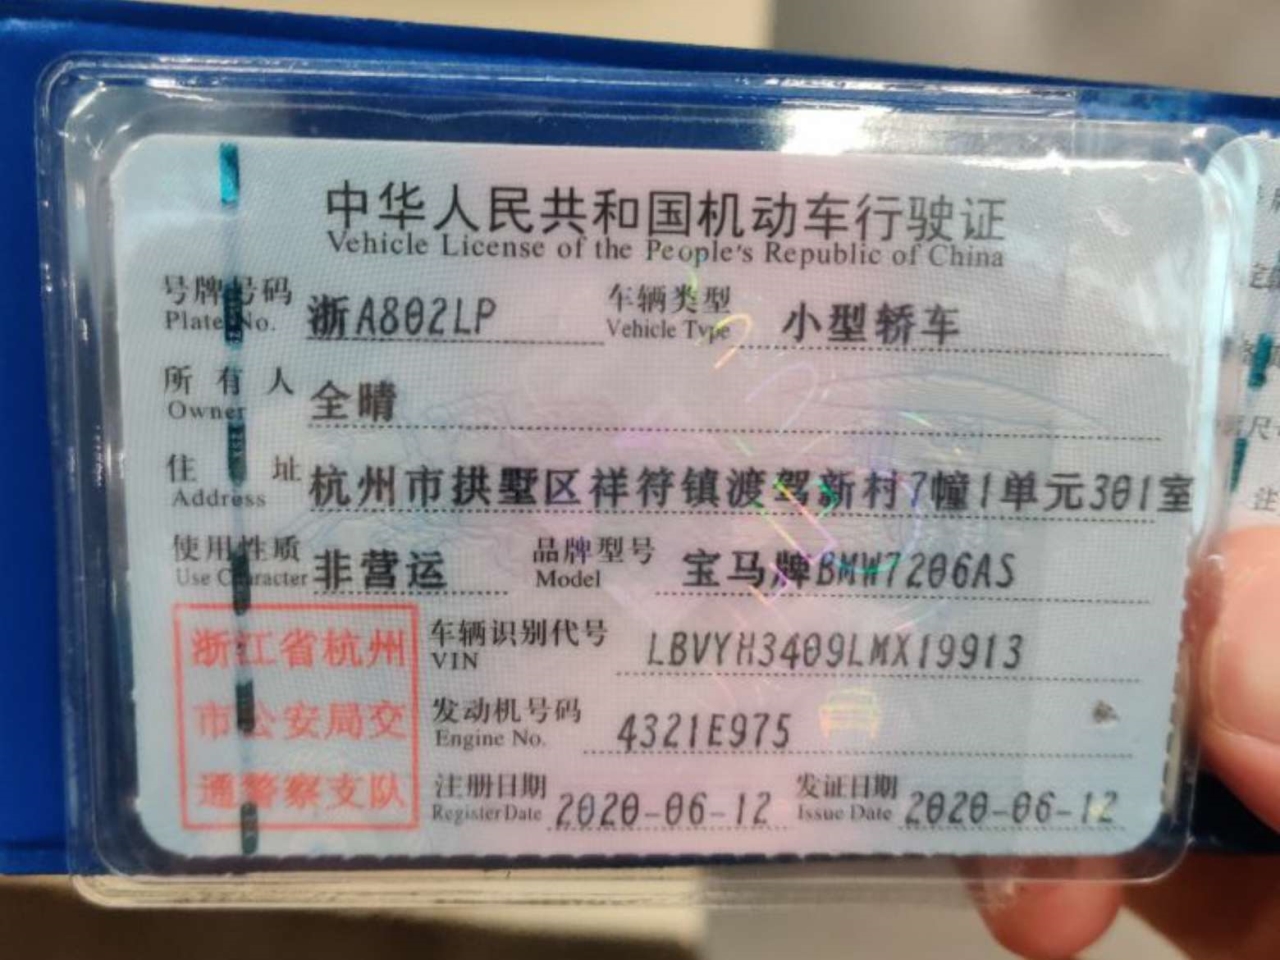 中华人民共和国机动车行驶证
Vehicle License of the People's Republic of China
号牌号码 浙A802LP 车辆类型 小型轿车
Plate No. Vehicle Type
所有人 全晴
Owner
住址 杭州市拱墅区祥符镇渡驾新村7幢1单元301室
Address
使用性质 非营运 品牌型号 宝马牌BMW7206AS
Use Character Model
浙江省杭州
市公安局交
通警察支队
车辆识别代号 LBVYH3409LMX19913
VIN
发动机号码 4321E975
Engine No.
注册日期 2020-06-12 发证日期 2020-06-12
Register Date Issue Date